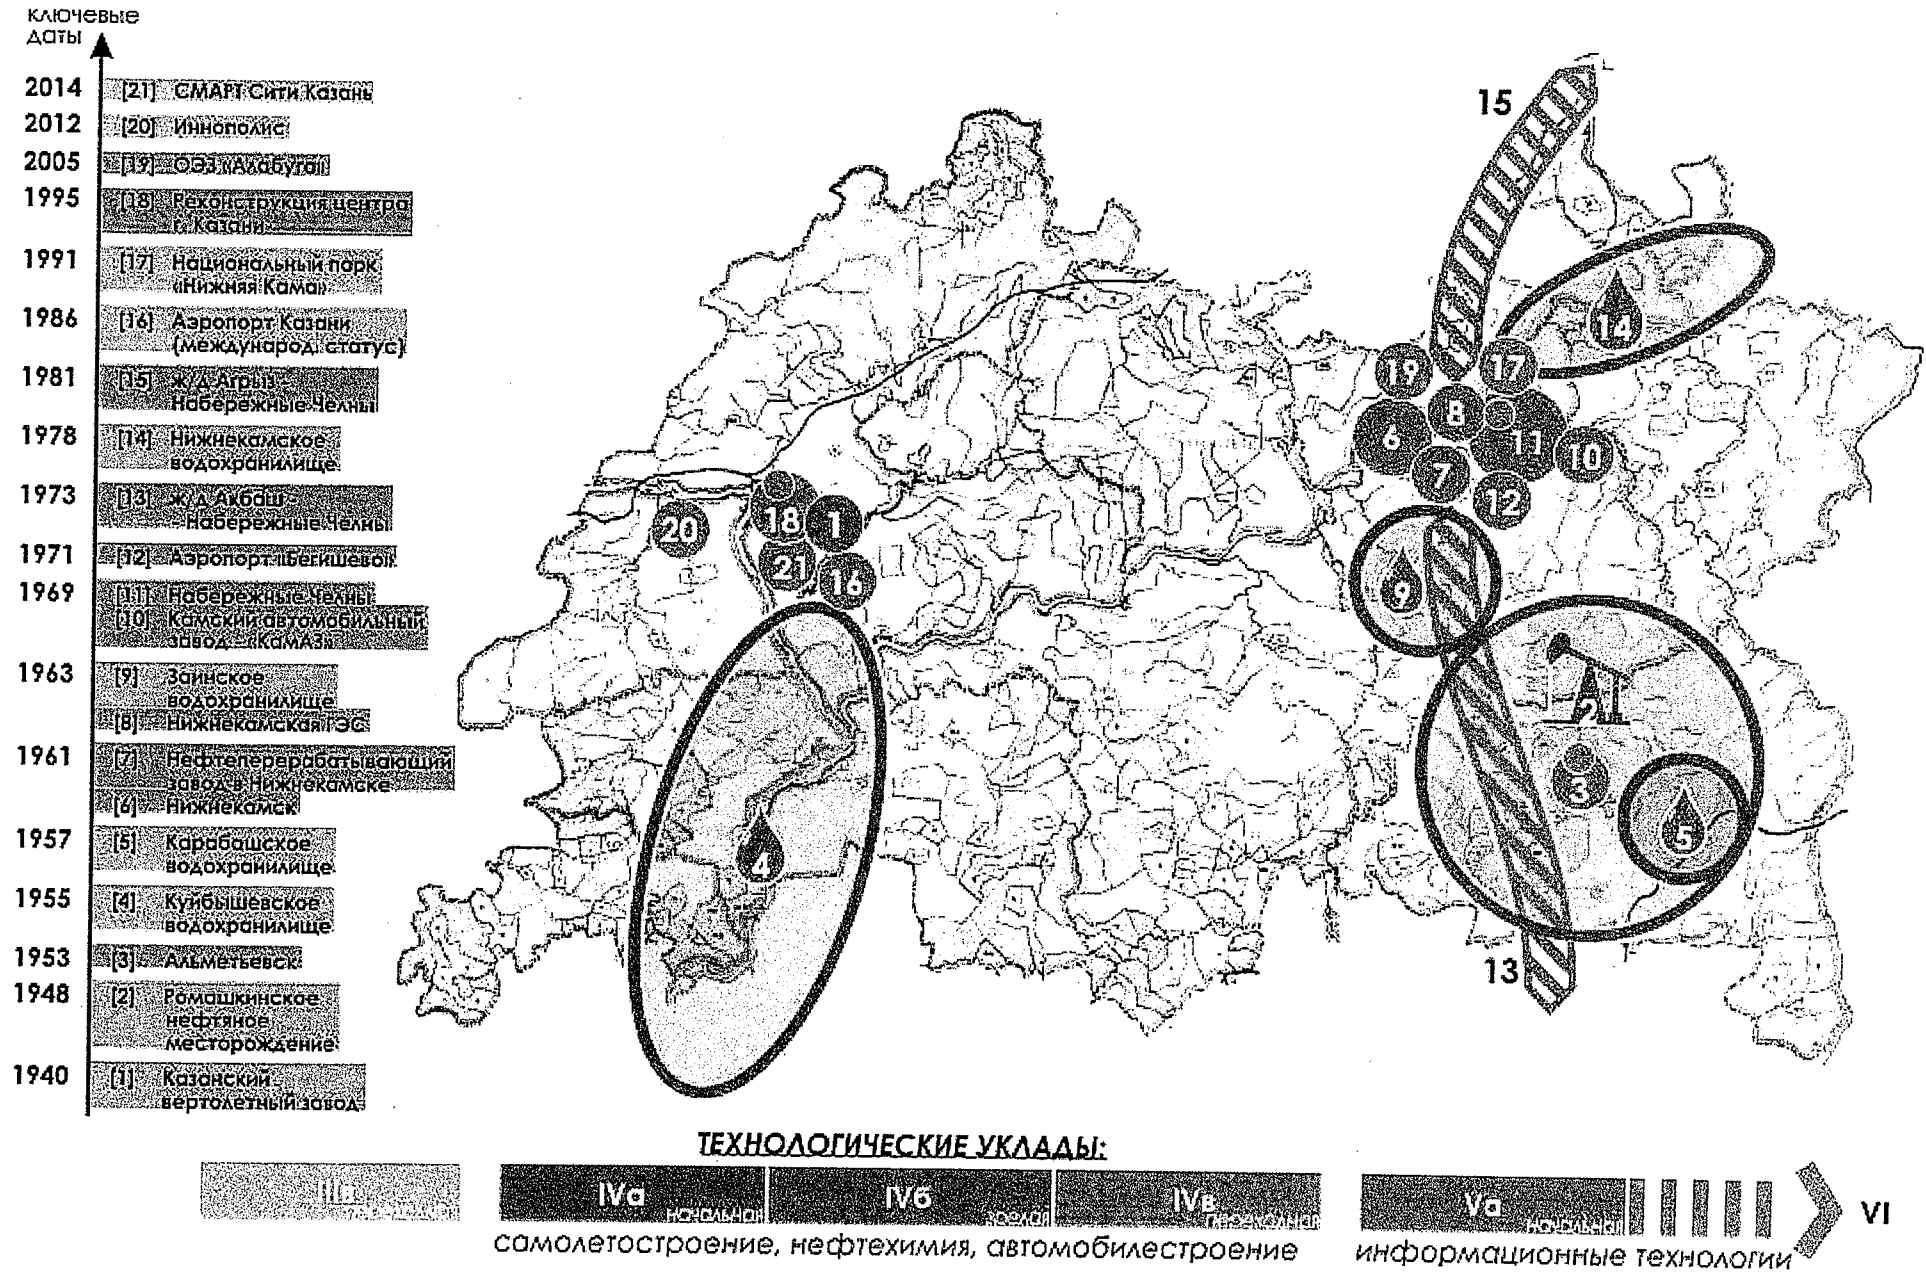 ключевые
даты
2014 [21] СМАРТ Сити Казань
2012 [20] Иннополис
2005 [19] ОЭЗ «Алабуга»
1995 [18] Реконструкция центра
г. Казани
1991 [17] Национальный парк
«Нижняя Кама»
1986 [16] Аэропорт Казани
(международ. статус)
1981 [15] ж/д Агрыз -
Набережные Челны
1978 [14] Нижнекамское
водохранилище
1973 [13] ж/д Акбаш -
- Набережные Челны
1971 [12] Аэропорт «Бегишево»
1969 [11] Набережные Челны
[10] Камский автомобильный
завод «КамАЗ»
1963 [9] Заинское
водохранилище
[8] Нижнекамская ГЭС
1961 [7] Нефтеперерабатывающий
завод в Нижнекамске
[6] Нижнекамск
1957 [5] Карабашское
водохранилище
1955 [4] Куйбышевское
водохранилище
1953 [3] Альметьевск
1948 [2] Ромашкинское
нефтяное
месторождение
1940 [1] Казанский
вертолетный завод
15
14
19
17
8
6
11
10
7
12
20
18
1
21
16
9
2
3
5
4
13
ТЕХНОЛОГИЧЕСКИЕ УКЛАДЫ:
IIIв
IVа
начальная
IVб
зрелая
IVв
переходная
Vа
начальная
VI
самолетостроение, нефтехимия, автомобилестроение
информационные технологии